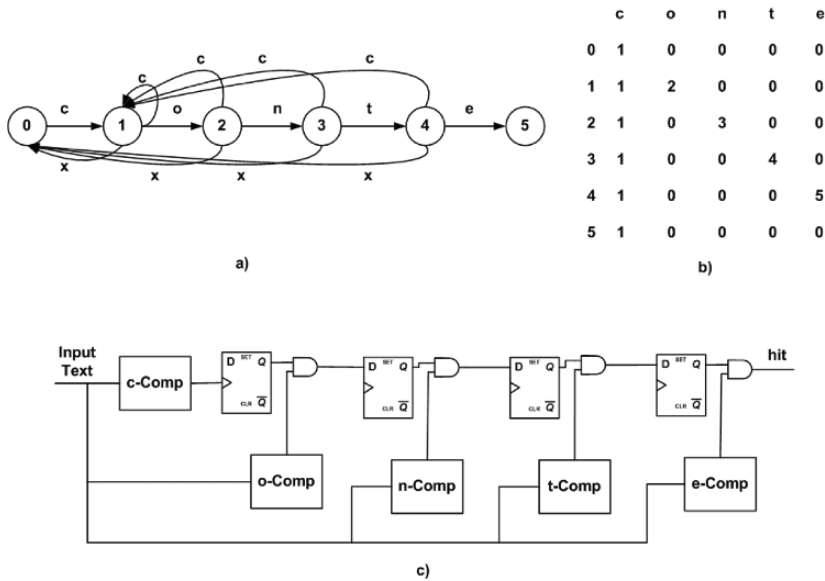 c o n t e
0 1 0 0 0 0
1 1 2 0 0 0
2 1 0 3 0 0
3 1 0 0 4 0
4 1 0 0 0 5
5 1 0 0 0 0
b)
c c c
c
c o n t e
0 1 2 3 4 5
x x x x
a)
Input Text
c-Comp
D SET Q CLR Q
D SET Q CLR Q
D SET Q CLR Q
D SET Q CLR Q
hit
o-Comp n-Comp t-Comp e-Comp
c)